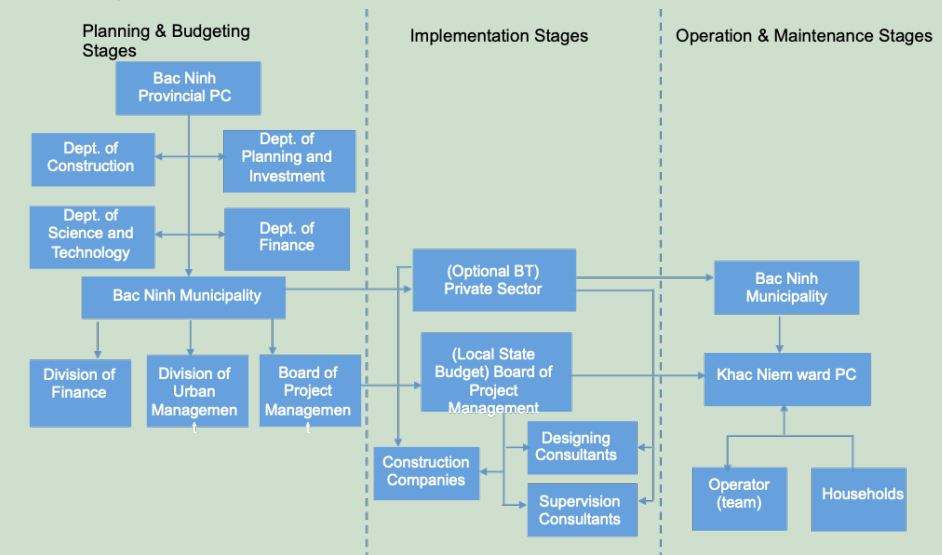 Planning & Budgeting
Stages
Implementation Stages
Operation & Maintenance Stages
Bac Ninh
Provincial PC
Dept. of
Construction
Dept. of
Planning and
Investment
Dept. of
Science and
Technology
Dept. of
Finance
Bac Ninh Municipality
Division of
Finance
Division of
Urban
Managemen
t
Board of
Project
Managemen
t
(Optional BT)
Private Sector
(Local State
Budget) Board of
Project
Management
Construction
Companies
Designing
Consultants
Supervision
Consultants
Bac Ninh
Municipality
Khac Niem ward PC
Operator
(team)
Households